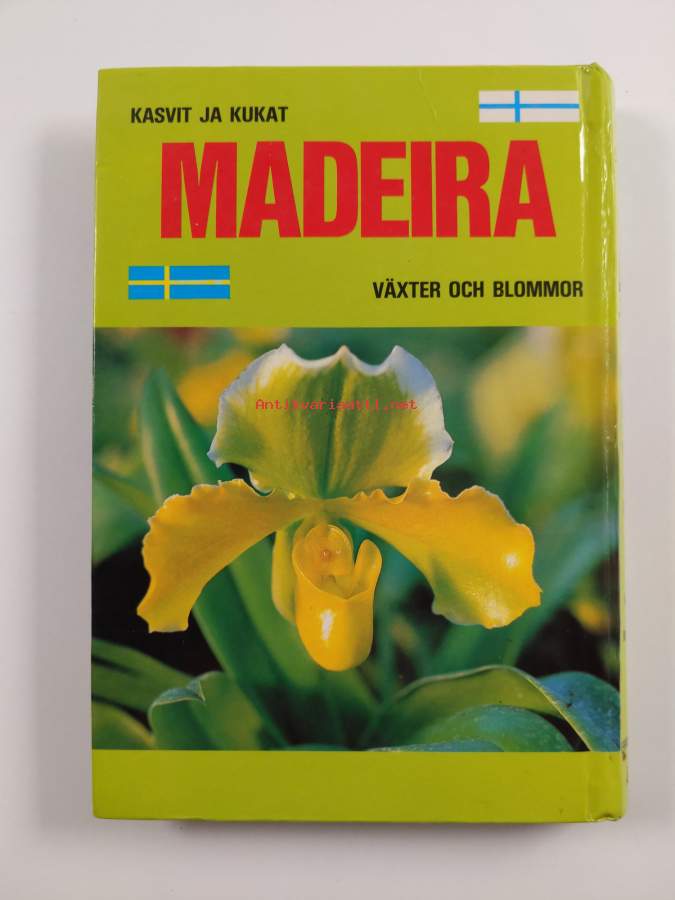 KASVIT JA KUKAT
MADEIRA
VÄXTER OCH BLOMMOR
Antikvariaatti.net